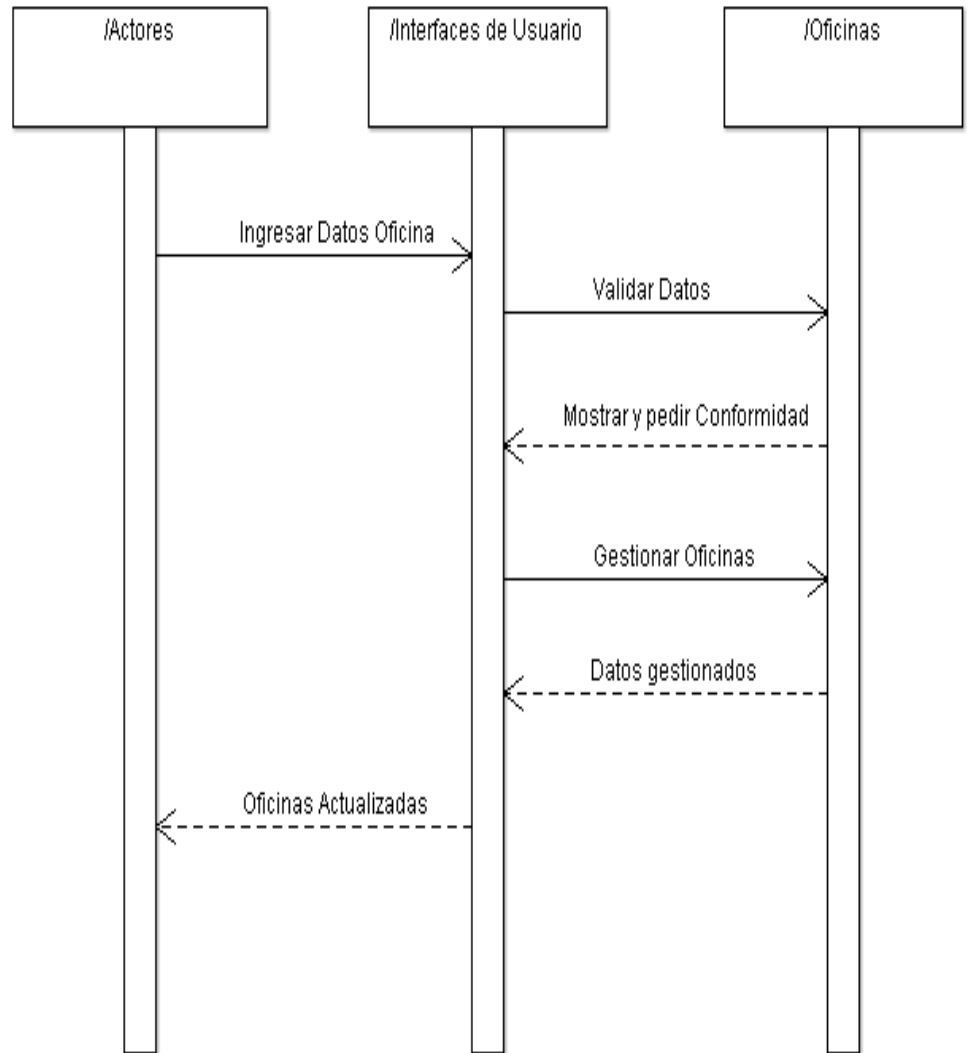 /Actores
/Interfaces de Usuario
/Oficinas
Ingresar Datos Oficina
Validar Datos
Mostrar y pedir Conformidad
Gestionar Oficinas
Datos gestionados
Oficinas Actualizadas